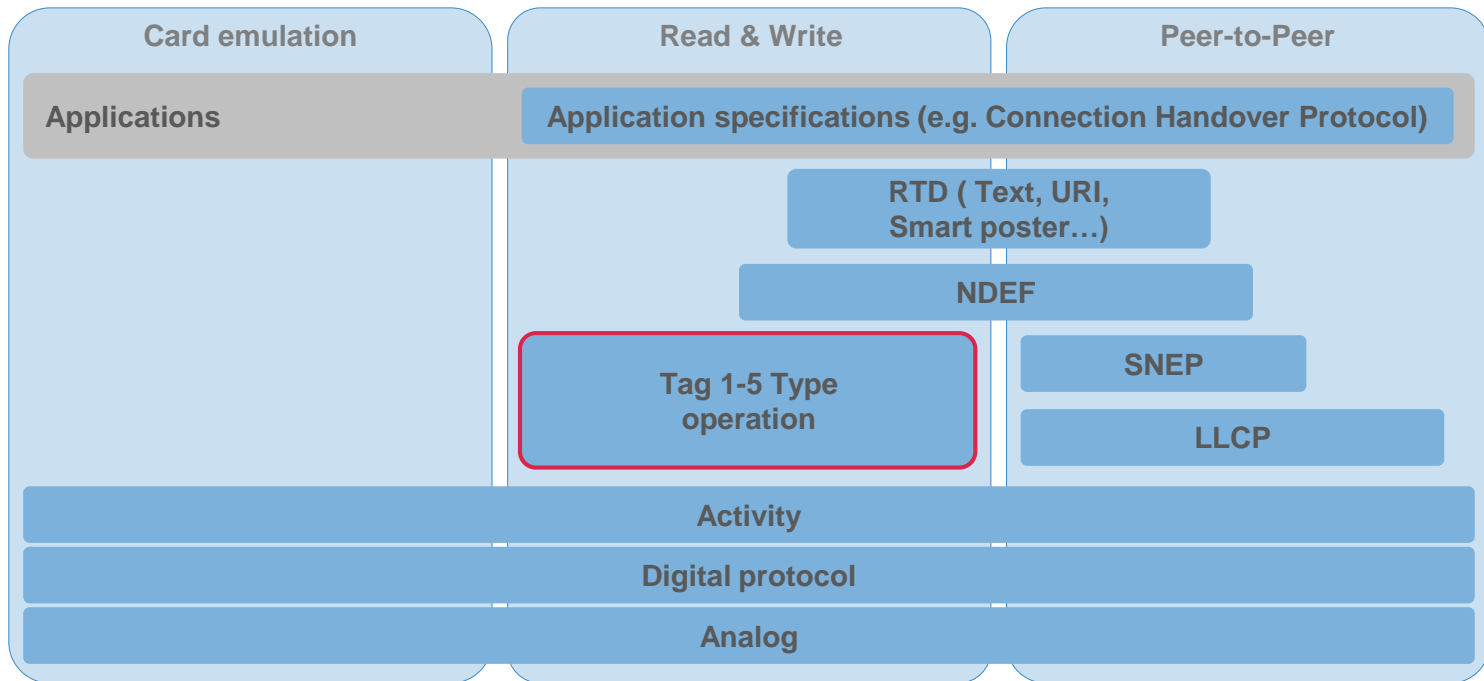 Card emulation
Read & Write
Peer-to-Peer
Applications
Application specifications (e.g. Connection Handover Protocol)
RTD ( Text, URI,
Smart poster…)
NDEF
Tag 1-5 Type
operation
SNEP
LLCP
Activity
Digital protocol
Analog